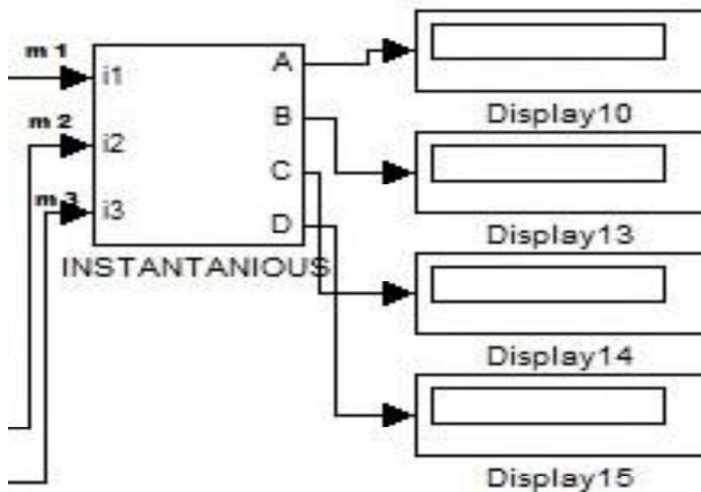 m 1
i1
m 2
i2
m 3
i3
A
B
C
D
INSTANTANIOUS
Display10
Display13
Display14
Display15